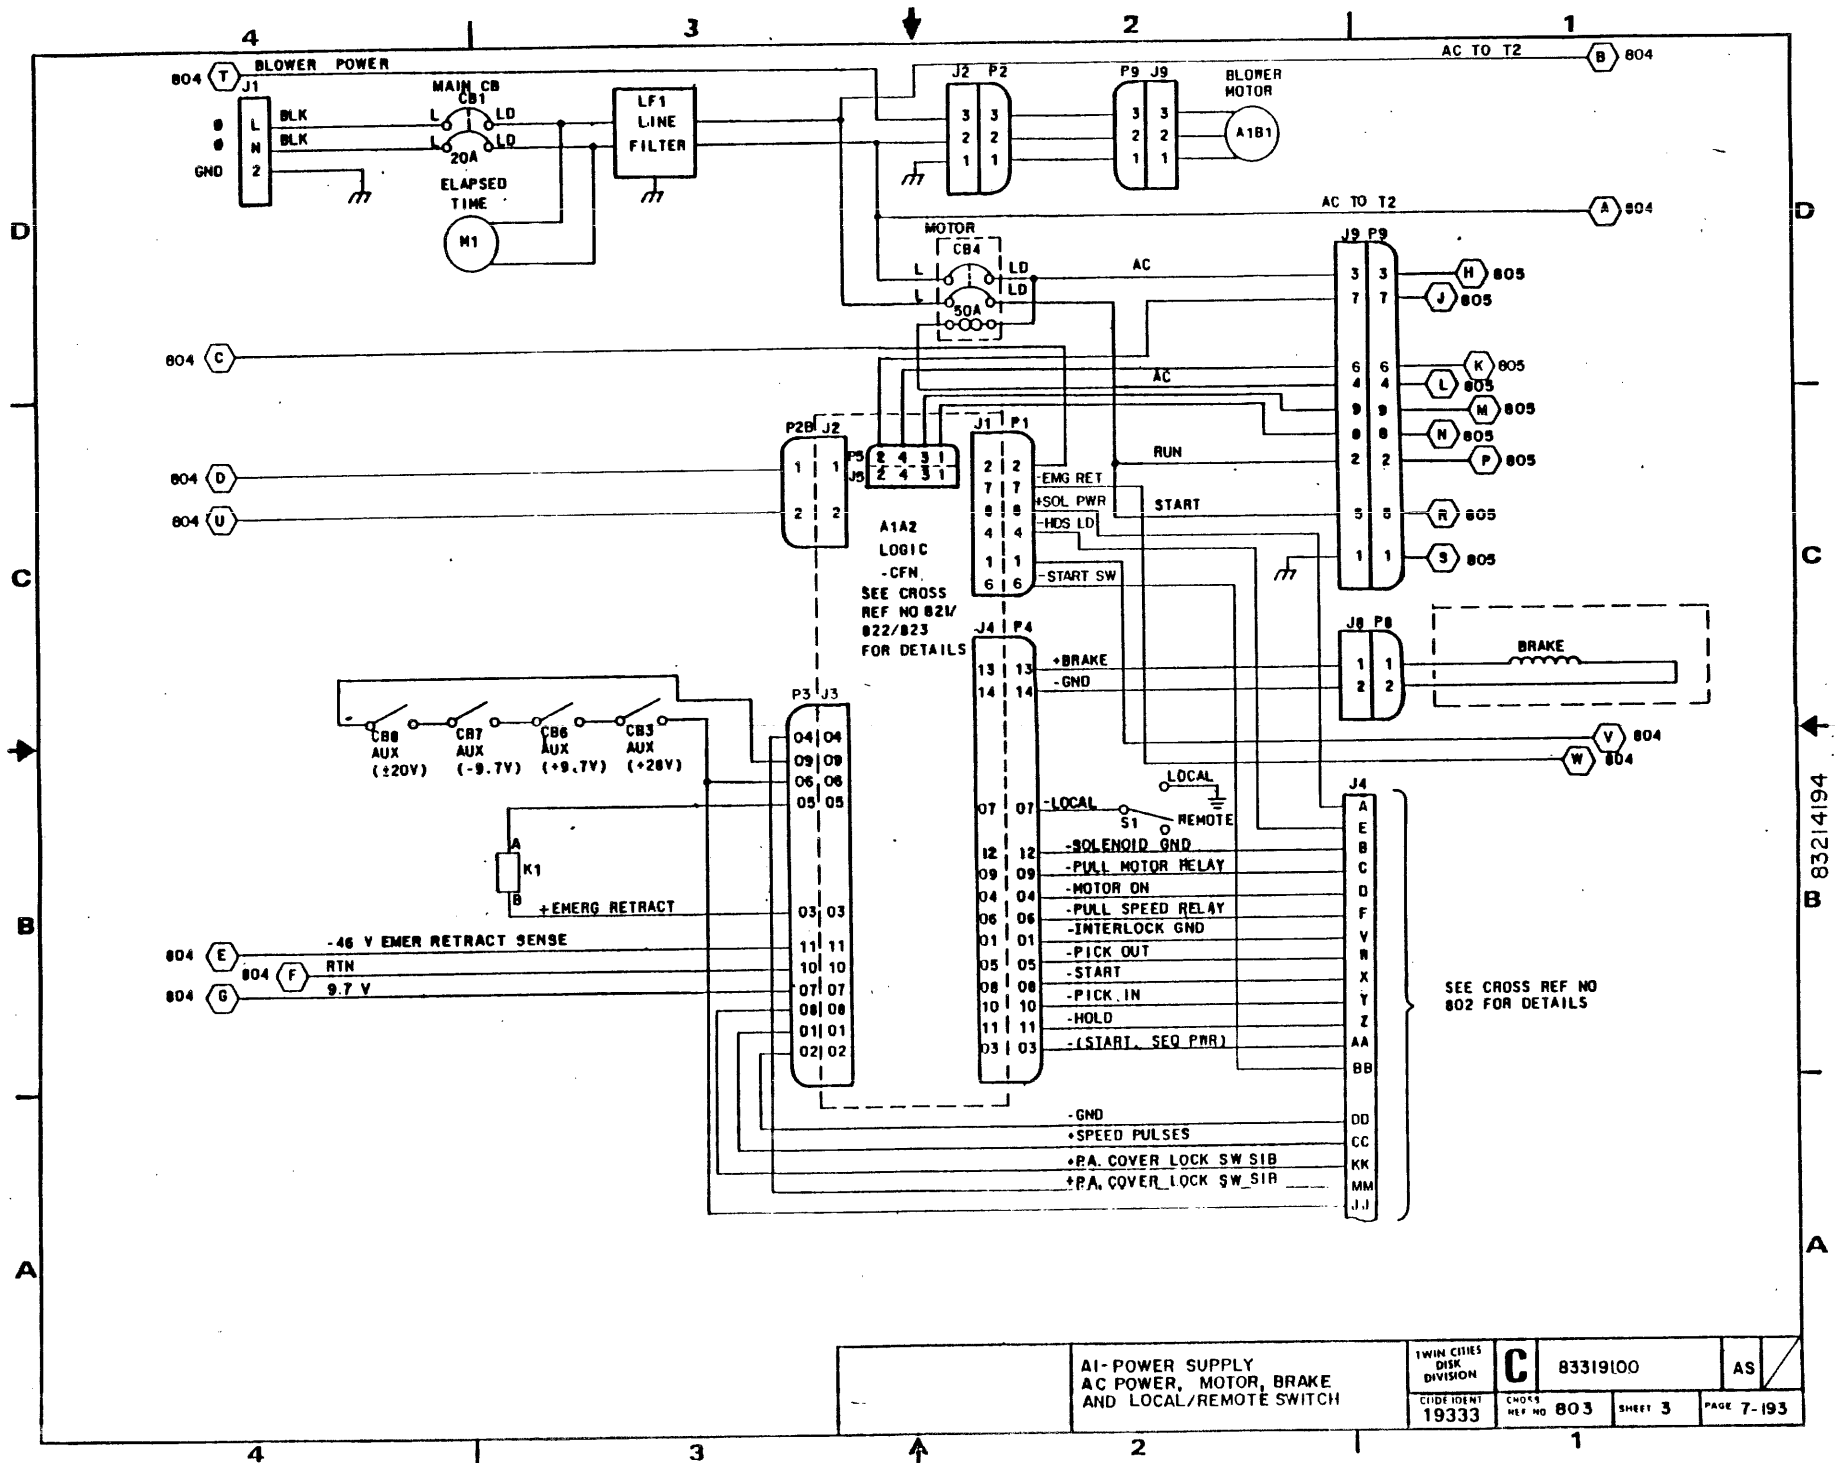 4 3 2 1
804 T BLOWER POWER
AC TO T2 B 804
J1
L BLK
N BLK
GND 2
MAIN CB
CB1
L LD
L LD
20A
ELAPSED
TIME
M1
LF1
LINE
FILTER
J2 P2
3 3
2 2
1 1
P9 J9
3 3
2 2
1 1
BLOWER
MOTOR
A1B1
AC TO T2 A 804
D D
MOTOR
CB4
L LD
L LD
50A
AC
J9 P9
3 3 H 805
7 7 J 805
6 6 K 805
4 4 L 805
9 9 M 805
8 8 N 805
2 2 P 805
5 5 R 805
1 1 S 805
804 C
AC
RUN
START
804 D
804 U
P2B J2
1 1
2 2
P5 2 4 3 1
J5 2 4 3 1
J1 P1
2 2
7 7 -EMG RET
8 8 +SOL PWR
4 4 -HDS LD
1 1
6 6 -START SW
A1A2
LOGIC
-CFN
SEE CROSS
REF NO 821/
822/823
FOR DETAILS
C C
J4 P4
13 13 +BRAKE
14 14 -GND
J8 P8
1 1
2 2
BRAKE
V 804
W 804
CB8
AUX
(±20V)
CB7
AUX
(-9.7V)
CB6
AUX
(+9.7V)
CB3
AUX
(+28V)
P3 J3
04 04
09 09
06 06
05 05
03 03
11 11
10 10
07 07
08 08
01 01
02 02
A
K1
B
+EMERG RETRACT
804 E -46 V EMER RETRACT SENSE
804 F RTN
804 G 9.7 V
07 07 -LOCAL
LOCAL
S1 REMOTE
J4
A
E
12 12 -SOLENOID GND B
09 09 -PULL MOTOR RELAY C
04 04 -MOTOR ON D
06 06 -PULL SPEED RELAY F
01 01 -INTERLOCK GND V
05 05 -PICK OUT W
08 08 -START X
10 10 -PICK IN Y
11 11 -HOLD Z
03 03 -(START, SEQ PWR) AA
BB
-GND DD
+SPEED PULSES CC
+P.A. COVER LOCK SW S1B KK
+P.A. COVER LOCK SW S1A MM
JJ
SEE CROSS REF NO
802 FOR DETAILS
83214194
B B
A A
A1-POWER SUPPLY
AC POWER, MOTOR, BRAKE
AND LOCAL/REMOTE SWITCH
TWIN CITIES
DISK
DIVISION
C 83319100 AS
CODE IDENT
19333
CROSS
REF NO 803 SHEET 3 PAGE 7-193
4 3 2 1